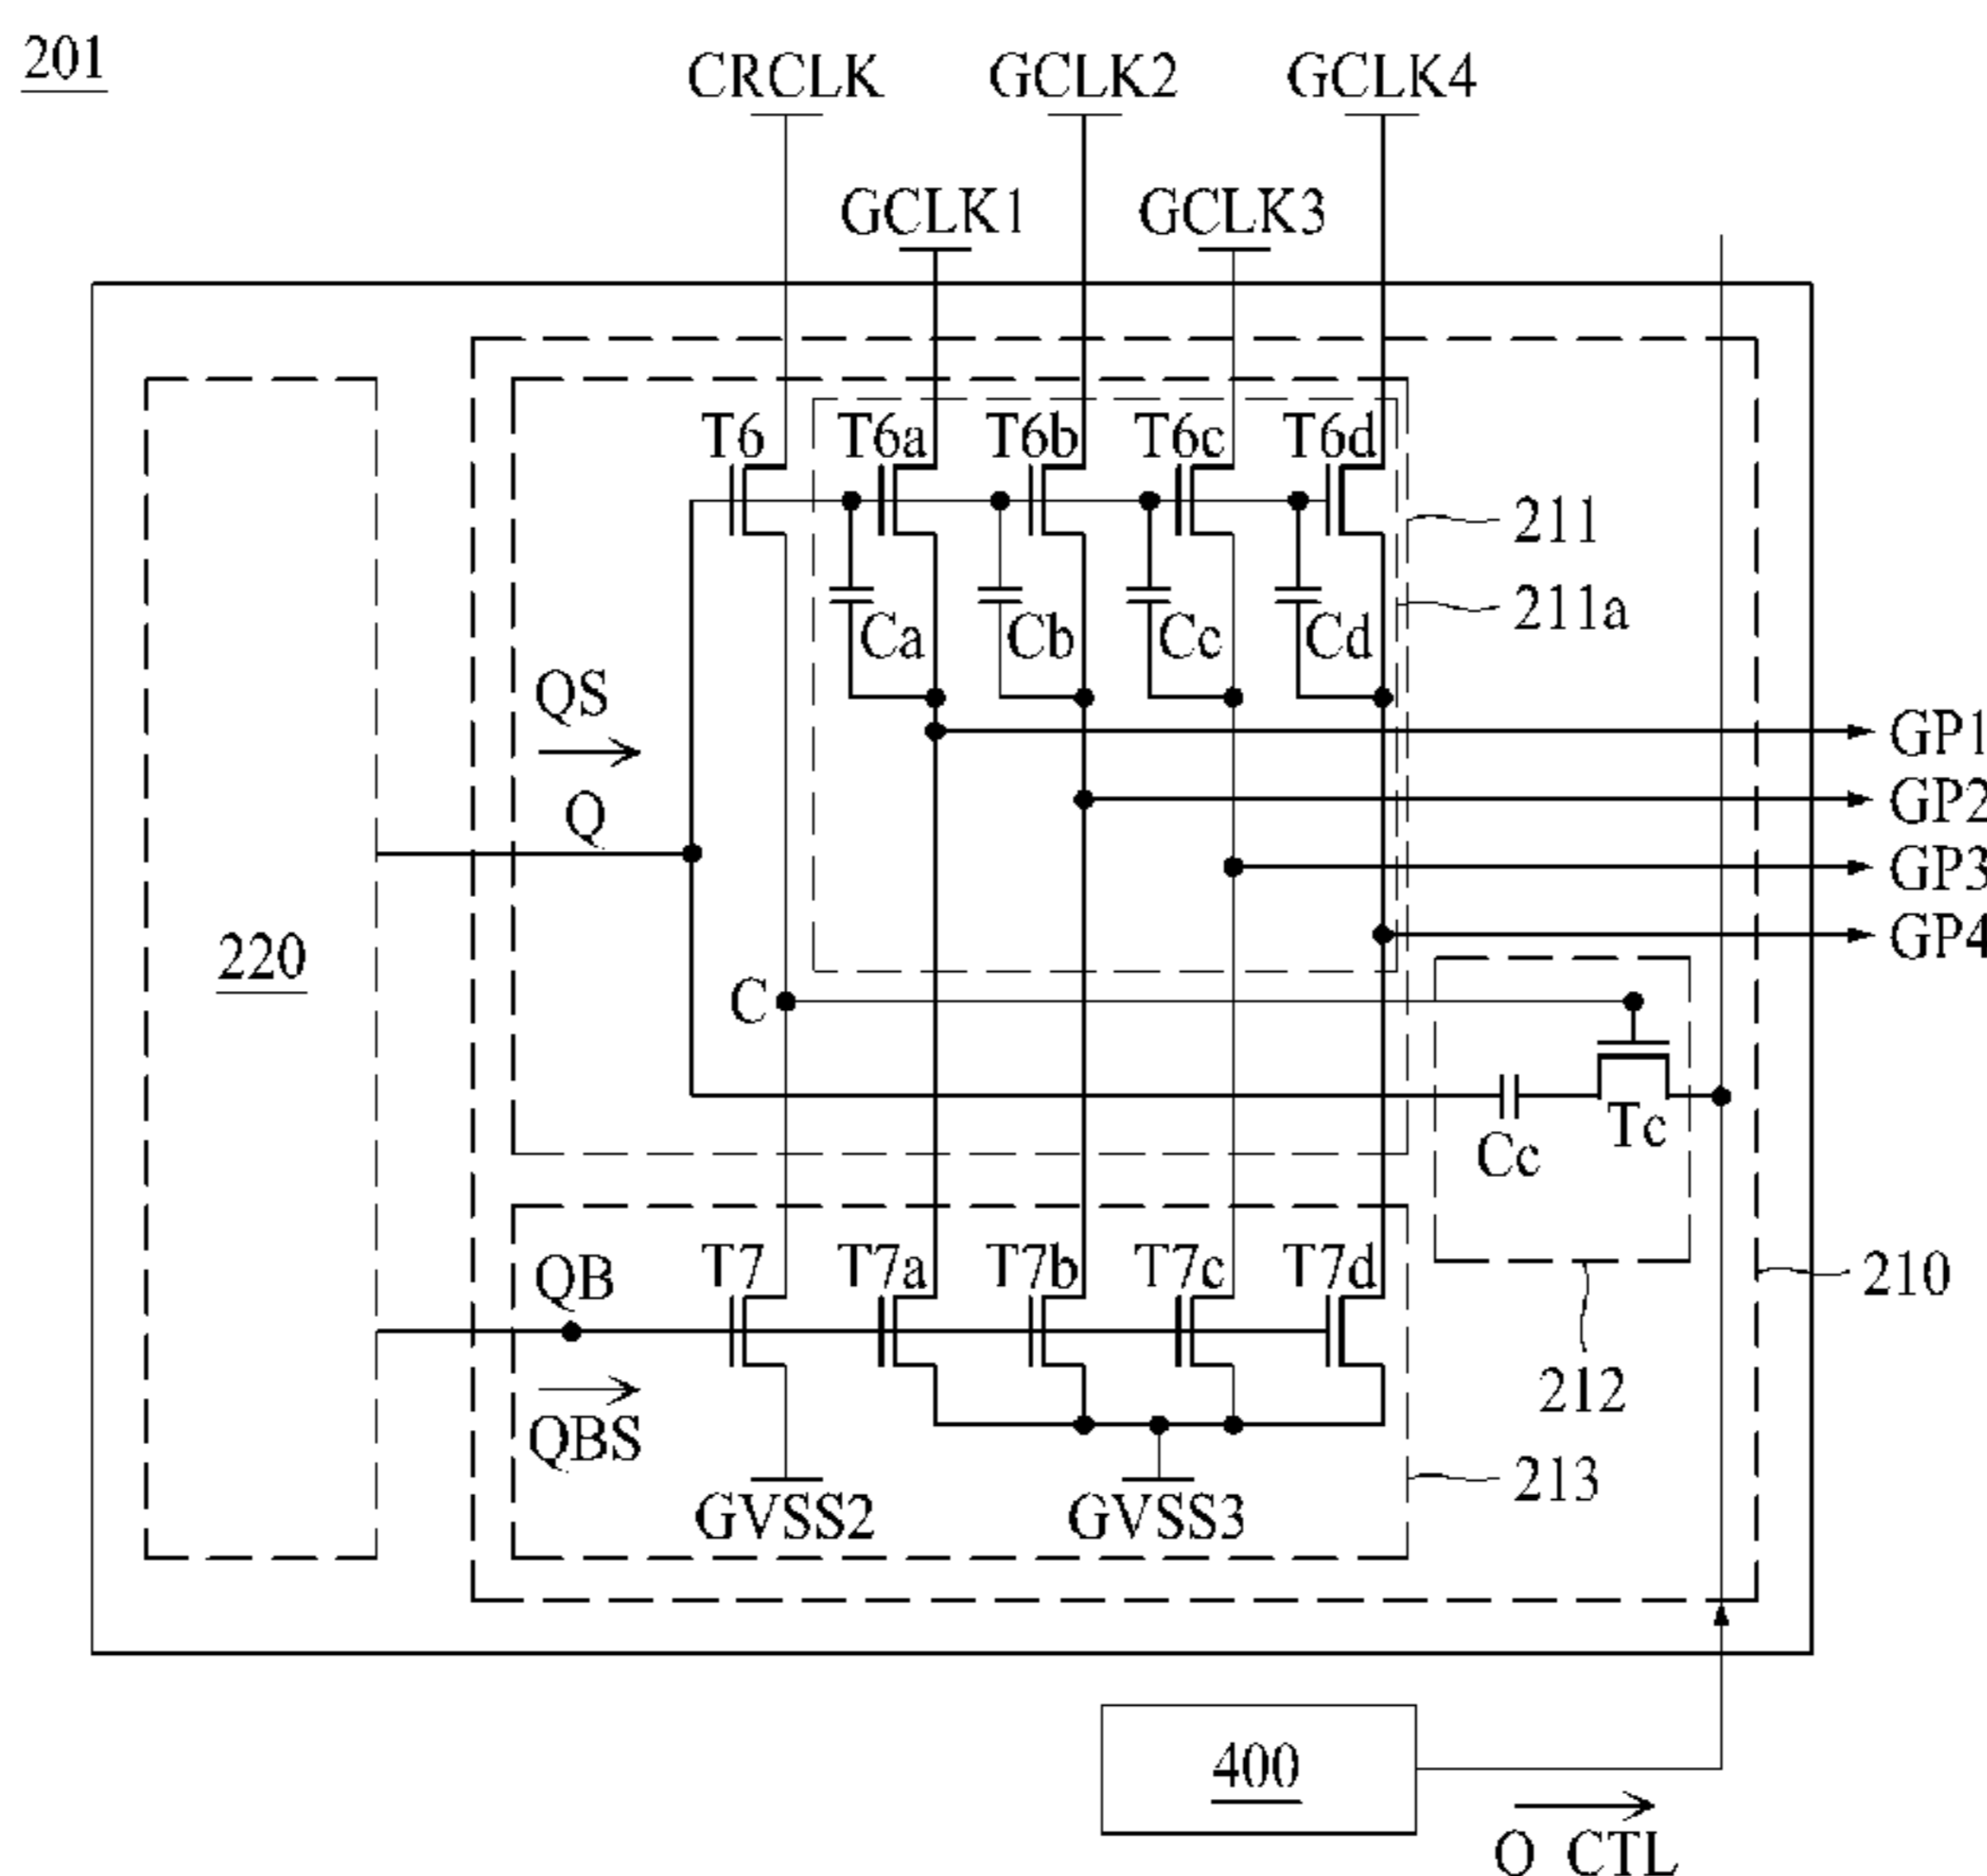 201
CRCLK GCLK2 GCLK4
GCLK1 GCLK3
T6 T6a T6b T6c T6d
211
Ca Cb Cc Cd
211a
QS
Q
GP1
GP2
GP3
GP4
220
C
Tc
Cc
T7 T7a T7b T7c T7d
QB
210
QBS
212
213
GVSS2 GVSS3
400
O_CTL